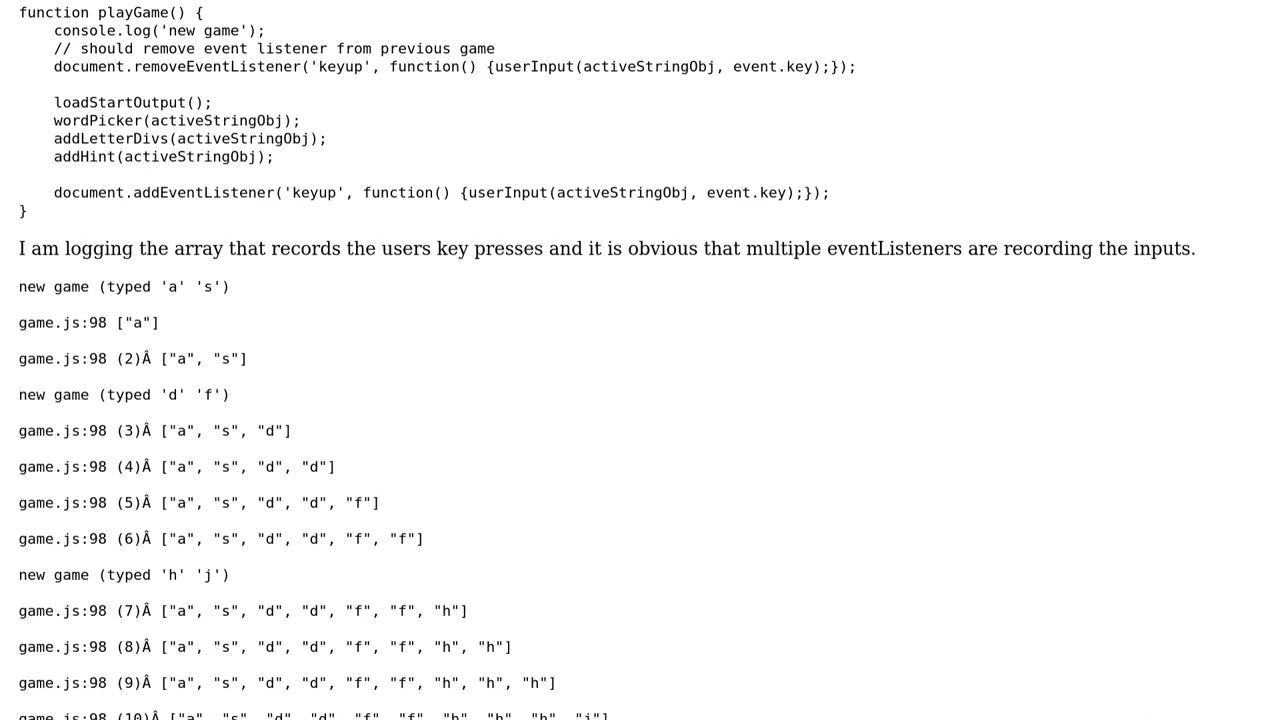 function playGame() {
    console.log('new game');
    // should remove event listener from previous game
    document.removeEventListener('keyup', function() {userInput(activeStringObj, event.key);});

    loadStartOutput();
    wordPicker(activeStringObj);
    addLetterDivs(activeStringObj);
    addHint(activeStringObj);

    document.addEventListener('keyup', function() {userInput(activeStringObj, event.key);});
}
I am logging the array that records the users key presses and it is obvious that multiple eventListeners are recording the inputs.
new game (typed 'a' 's')
game.js:98 ["a"]
game.js:98 (2)Â ["a", "s"]
new game (typed 'd' 'f')
game.js:98 (3)Â ["a", "s", "d"]
game.js:98 (4)Â ["a", "s", "d", "d"]
game.js:98 (5)Â ["a", "s", "d", "d", "f"]
game.js:98 (6)Â ["a", "s", "d", "d", "f", "f"]
new game (typed 'h' 'j')
game.js:98 (7)Â ["a", "s", "d", "d", "f", "f", "h"]
game.js:98 (8)Â ["a", "s", "d", "d", "f", "f", "h", "h"]
game.js:98 (9)Â ["a", "s", "d", "d", "f", "f", "h", "h", "h"]
game.js:98 (10)Â ["a", "s", "d", "d", "f", "f", "h", "h", "h", "j"]